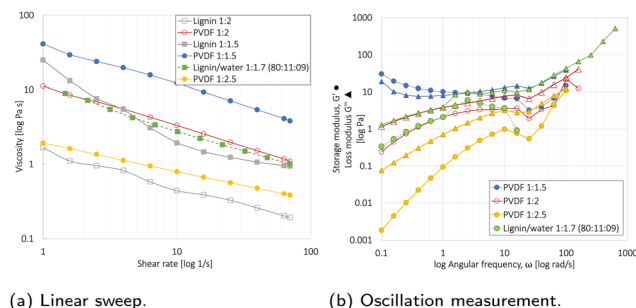 Viscosity [log Pa s]
100
10
1
0.1
1
10
100
Shear rate [log 1/s]
Lignin 1:2
PVDF 1:2
Lignin 1:1.5
PVDF 1:1.5
Lignin/water 1:1.7 (80:11:09)
PVDF 1:2.5
(a) Linear sweep.
Storage modulus, G' ●
Loss modulus G'' ▲
[log Pa]
1000
100
10
1
0.1
0.01
0.001
0.1
1
10
100
1000
log Angular frequency, ω [log rad/s]
PVDF 1:1.5
PVDF 1:2
PVDF 1:2.5
Lignin/water 1:1.7 (80:11:09)
(b) Oscillation measurement.